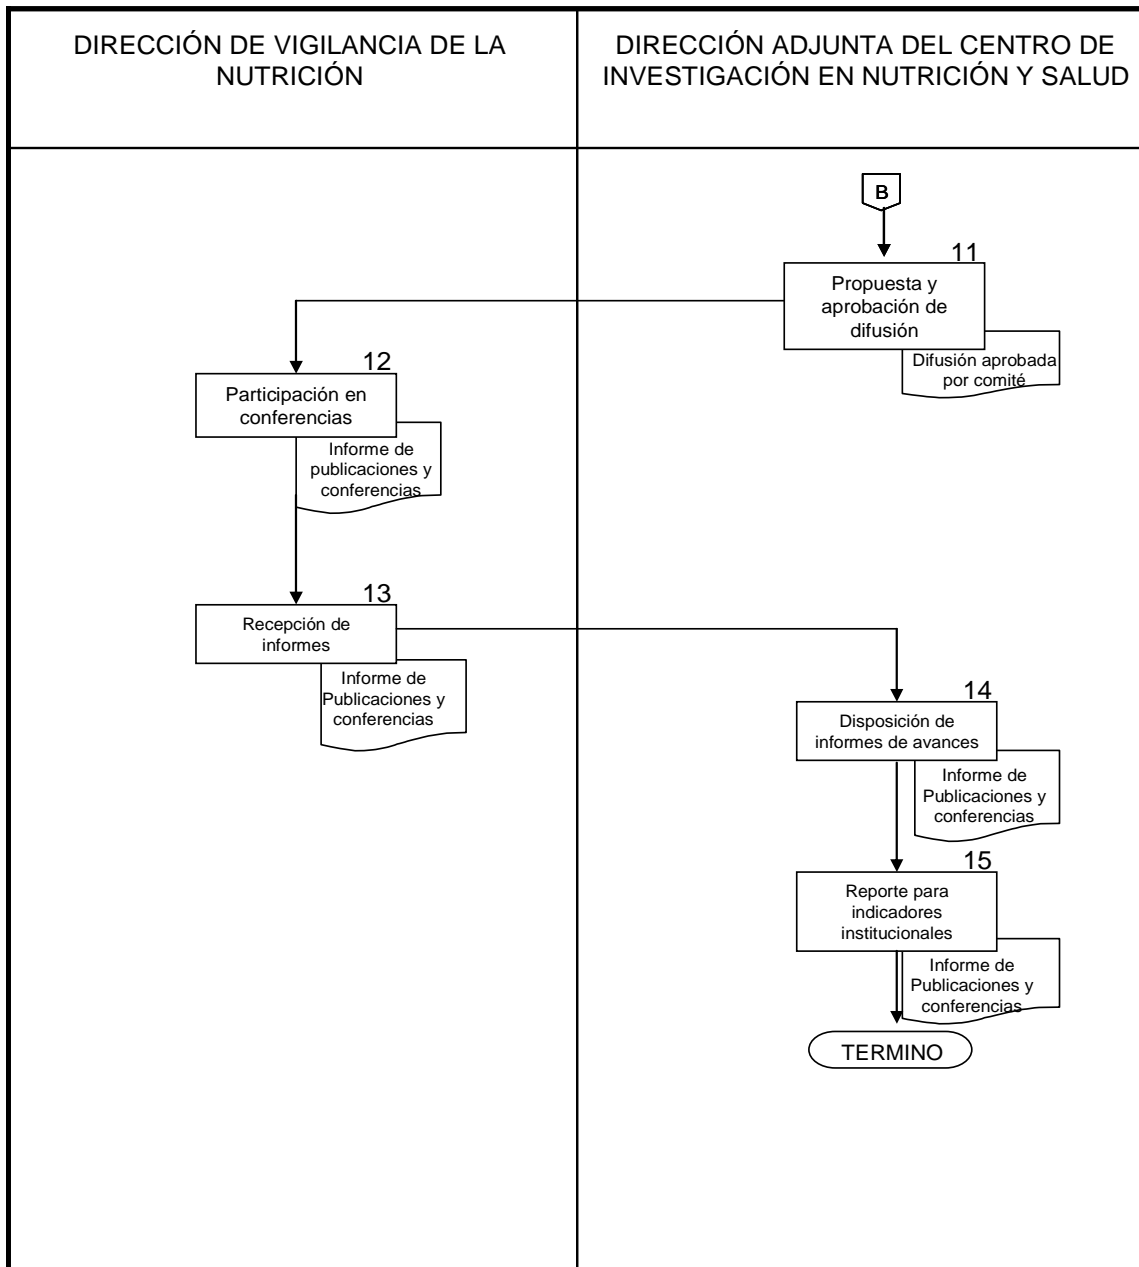 DIRECCIÓN DE VIGILANCIA DE LA
NUTRICIÓN
DIRECCIÓN ADJUNTA DEL CENTRO DE
INVESTIGACIÓN EN NUTRICIÓN Y SALUD
B
11
Propuesta y
aprobación de
difusión
Difusión aprobada
por comité
12
Participación en
conferencias
Informe de
publicaciones y
conferencias
13
Recepción de
informes
Informe de
Publicaciones y
conferencias
14
Disposición de
informes de avances
Informe de
Publicaciones y
conferencias
15
Reporte para
indicadores
institucionales
Informe de
Publicaciones y
conferencias
TERMINO